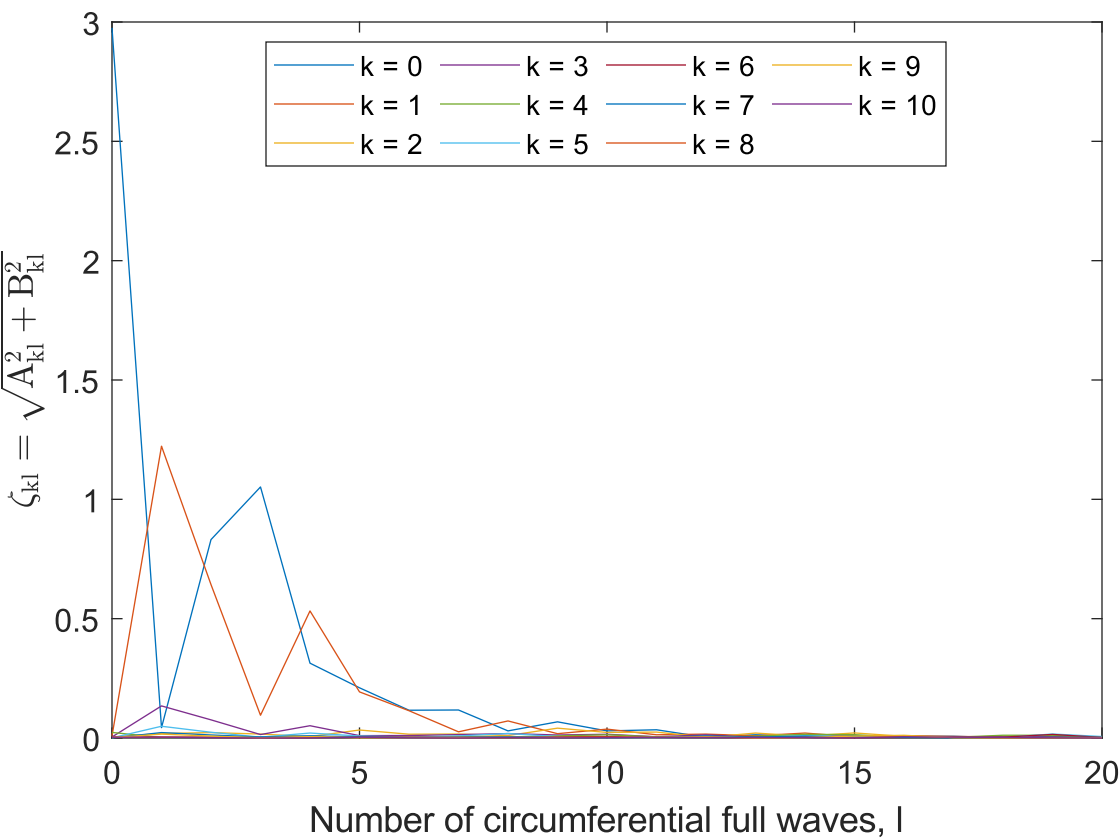 3
k = 0 k = 3 k = 6 k = 9
k = 1 k = 4 k = 7 k = 10
k = 2 k = 5 k = 8
2.5
2
1.5
1
0.5
0
ζkl = √A²kl + B²kl
0 5 10 15 20
Number of circumferential full waves, l